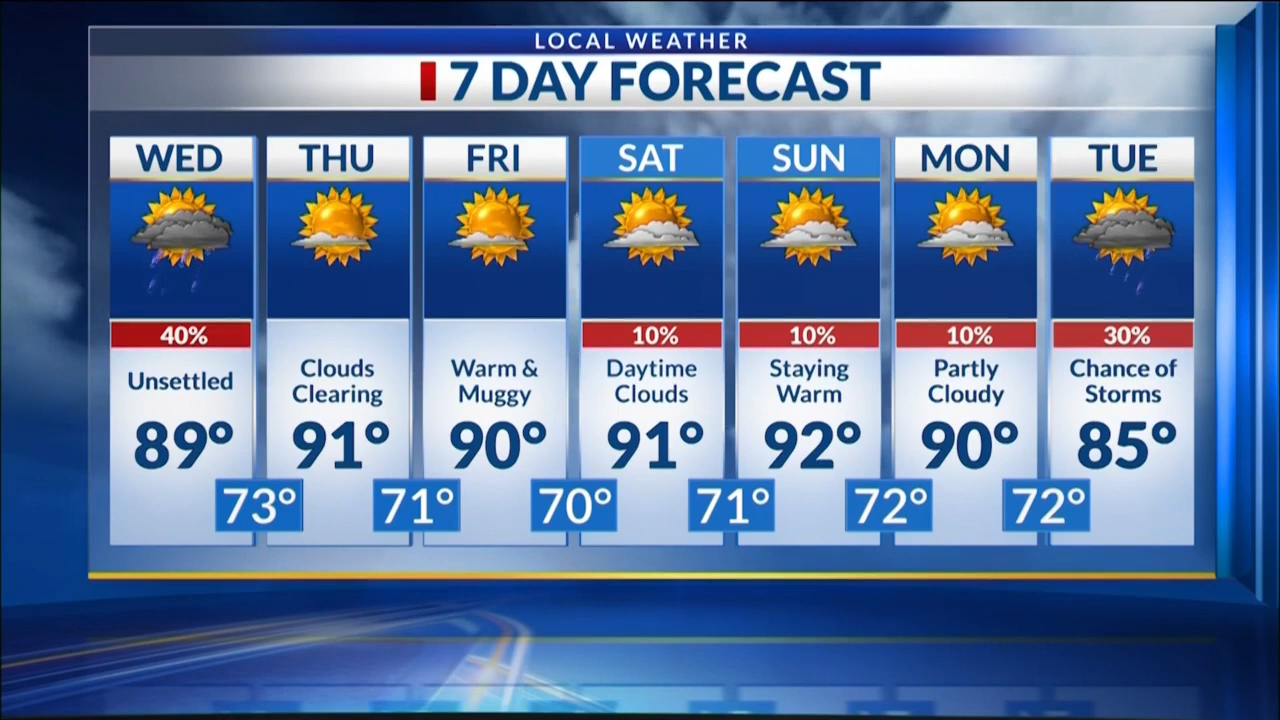 LOCAL WEATHER
7 DAY FORECAST
WED THU FRI SAT SUN MON TUE
40% 10% 10% 10% 30%
Unsettled
Clouds
Clearing
Warm &
Muggy
Daytime
Clouds
Staying
Warm
Partly
Cloudy
Chance of
Storms
89° 91° 90° 91° 92° 90° 85°
73° 71° 70° 71° 72° 72°